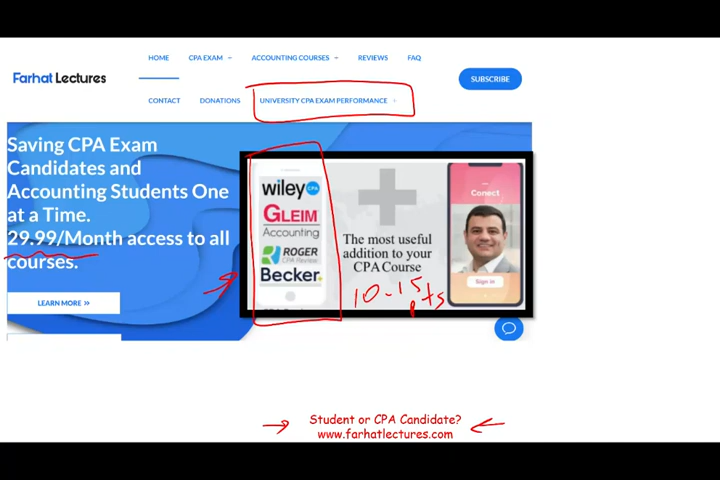 HOME
CPA EXAM
ACCOUNTING COURSES
REVIEWS
FAQ
Farhat Lectures
SUBSCRIBE
CONTACT
DONATIONS
UNIVERSITY CPA EXAM PERFORMANCE
Saving CPA Exam
Candidates and
Accounting Students One
at a Time.
29.99/Month access to all
courses.
LEARN MORE »
wiley CPA
GLEIM
Accounting
ROGER
CPA Review
Becker
The most useful
addition to your
CPA Course
10-15
pts
Conect
Sign in
Student or CPA Candidate?
www.farhatlectures.com